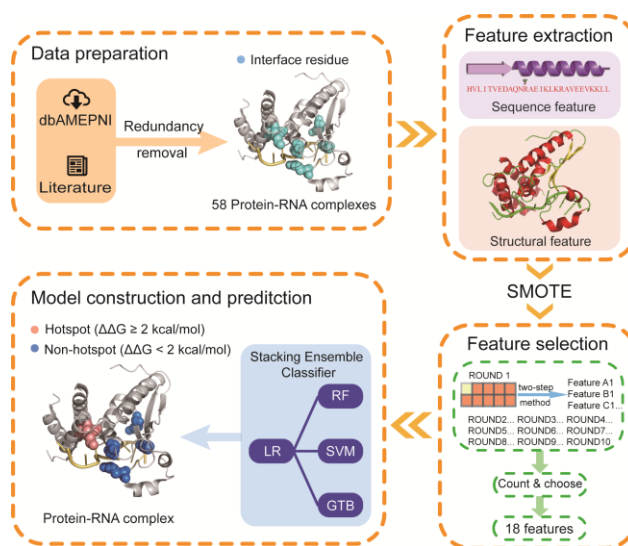 Data preparation
Interface residue
dbAMEPNI
Literature
Redundancy
removal
58 Protein-RNA complexes
Feature extraction
HVLITVEDAQNRAEIKLKRAVEEVKKLL
Sequence feature
Structural feature
SMOTE
Feature selection
ROUND 1
two-step
method
Feature A1
Feature B1
Feature C1...
ROUND2... ROUND3... ROUND4...
ROUND5... ROUND6... ROUND7...
ROUND8... ROUND9... ROUND10
Count & choose
18 features
Model construction and preditction
Hotspot (ΔΔG ≥ 2 kcal/mol)
Non-hotspot (ΔΔG < 2 kcal/mol)
Stacking Ensemble
Classifier
RF
LR
SVM
GTB
Protein-RNA complex